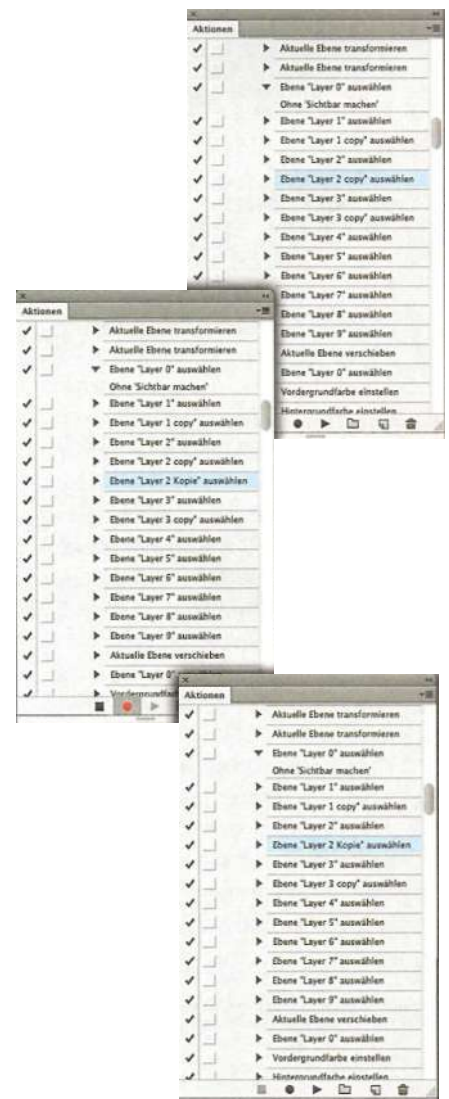 Aktionen
Aktuelle Ebene transformieren
Aktuelle Ebene transformieren
Ebene "Layer 0" auswählen
Ohne 'Sichtbar machen'
Ebene "Layer 1" auswählen
Ebene "Layer 1 copy" auswählen
Ebene "Layer 2" auswählen
Ebene "Layer 2 copy" auswählen
Ebene "Layer 3" auswählen
Ebene "Layer 3 copy" auswählen
Ebene "Layer 4" auswählen
Ebene "Layer 5" auswählen
Ebene "Layer 6" auswählen
Ebene "Layer 7" auswählen
Ebene "Layer 8" auswählen
Ebene "Layer 9" auswählen
Aktuelle Ebene verschieben
Ebene "Layer 0" auswählen
Vordergrundfarbe einstellen
Hintergrundfarbe einstellen
Aktionen
Aktuelle Ebene transformieren
Aktuelle Ebene transformieren
Ebene "Layer 0" auswählen
Ohne 'Sichtbar machen'
Ebene "Layer 1" auswählen
Ebene "Layer 1 copy" auswählen
Ebene "Layer 2" auswählen
Ebene "Layer 2 copy" auswählen
Ebene "Layer 2 Kopie" auswählen
Ebene "Layer 3" auswählen
Ebene "Layer 3 copy" auswählen
Ebene "Layer 4" auswählen
Ebene "Layer 5" auswählen
Ebene "Layer 6" auswählen
Ebene "Layer 7" auswählen
Ebene "Layer 8" auswählen
Ebene "Layer 9" auswählen
Aktuelle Ebene verschieben
Ebene "Layer 0"
Aktionen
Aktuelle Ebene transformieren
Aktuelle Ebene transformieren
Ebene "Layer 0" auswählen
Ohne 'Sichtbar machen'
Ebene "Layer 1" auswählen
Ebene "Layer 1 copy" auswählen
Ebene "Layer 2" auswählen
Ebene "Layer 2 Kopie" auswählen
Ebene "Layer 3" auswählen
Ebene "Layer 3 copy" auswählen
Ebene "Layer 4" auswählen
Ebene "Layer 5" auswählen
Ebene "Layer 6" auswählen
Ebene "Layer 7" auswählen
Ebene "Layer 8" auswählen
Ebene "Layer 9" auswählen
Aktuelle Ebene verschieben
Ebene "Layer 0" auswählen
Vordergrundfarbe einstellen
Hintergrundfarbe einstellen